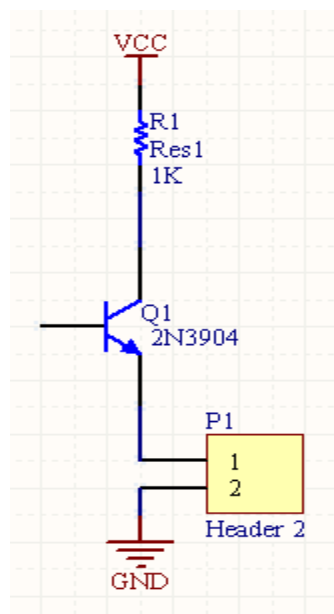 VCC
R1
Res1
1K
Q1
2N3904
P1
1
2
Header 2
GND